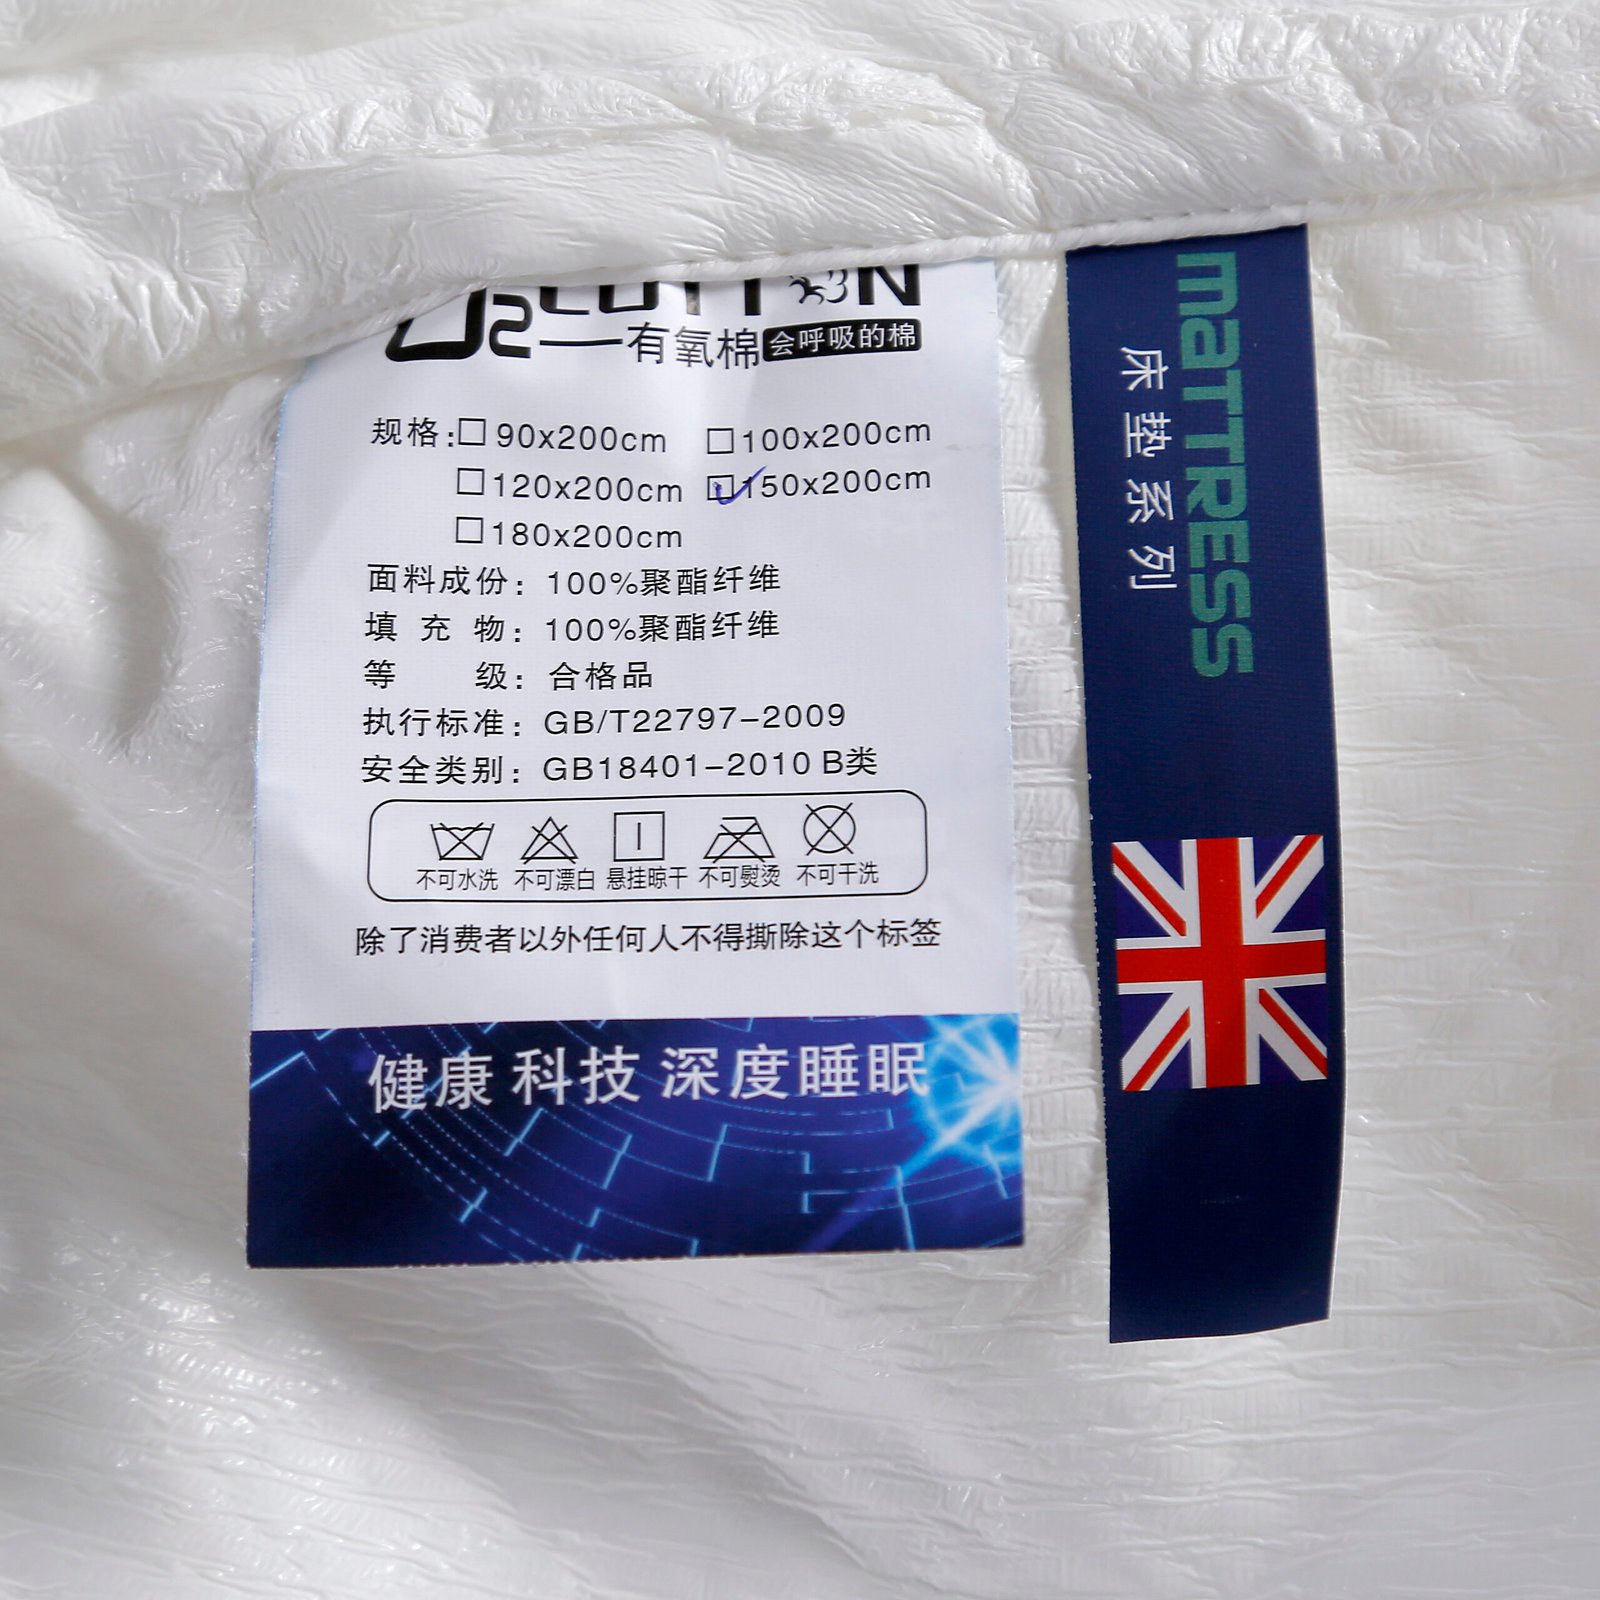 O2 COTTON
—有氧棉 会呼吸的棉
规格:□90x200cm □100x200cm
□120x200cm ☑150x200cm
□180x200cm
面料成份：100%聚酯纤维
填充物：100%聚酯纤维
等级：合格品
执行标准：GB/T22797-2009
安全类别：GB18401-2010 B类
不可水洗 不可漂白 悬挂晾干 不可熨烫 不可干洗
除了消费者以外任何人不得撕除这个标签
健康 科技 深度睡眠
maTTRESS
床垫系列